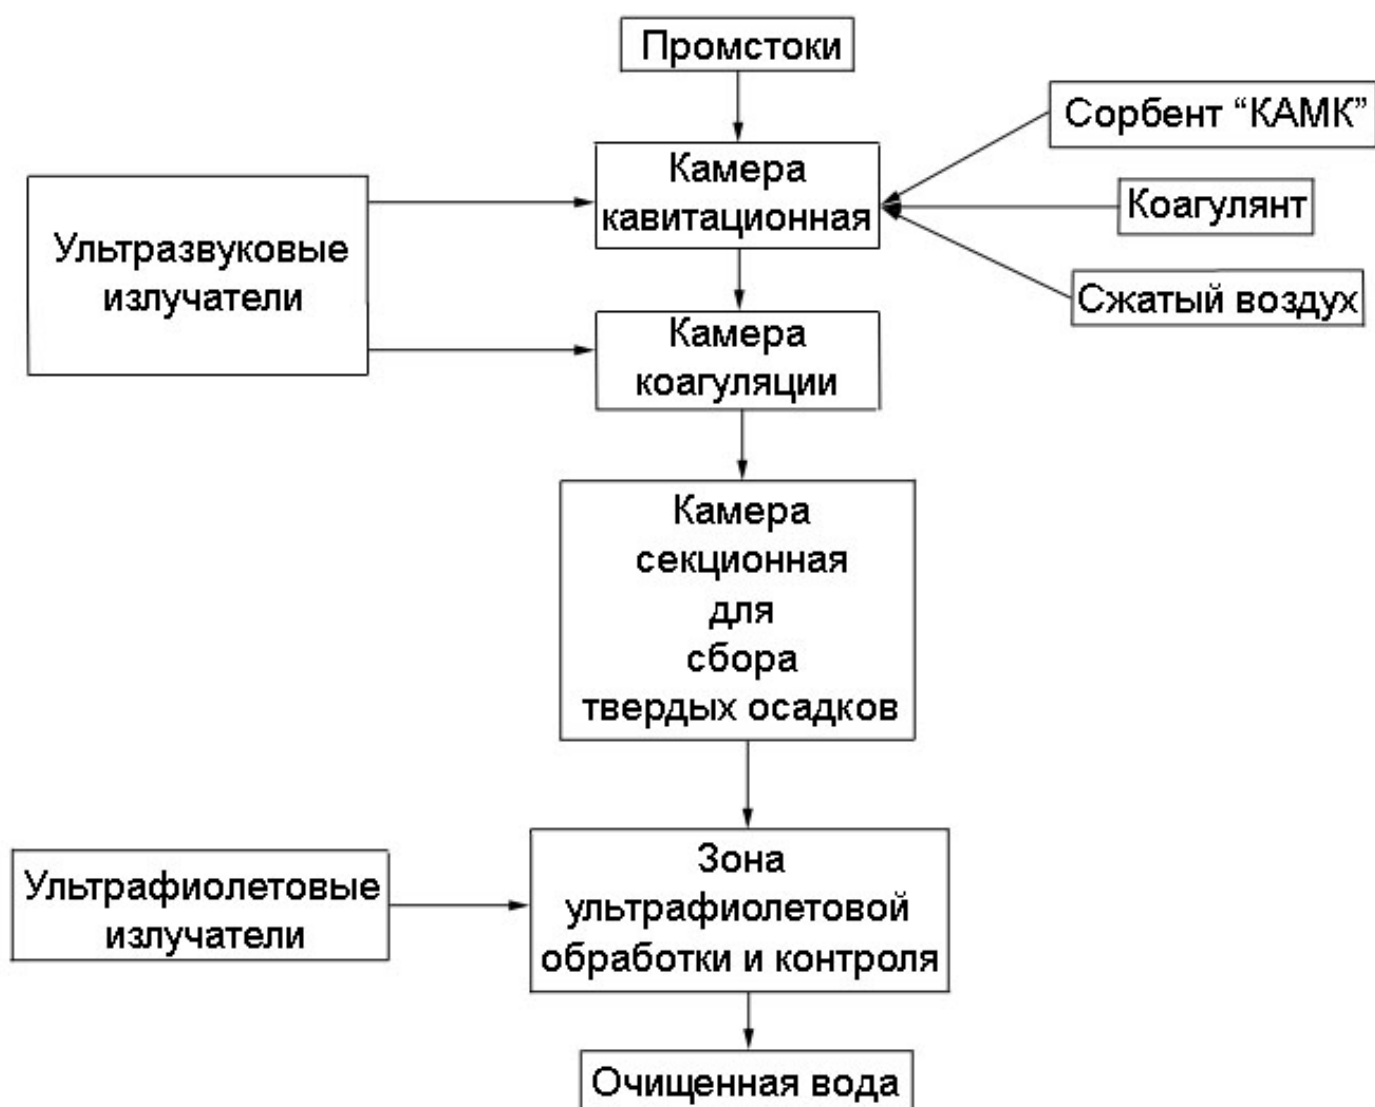 Промстоки
Сорбент “КАМК”
Камера
кавитационная
Коагулянт
Ультразвуковые
излучатели
Сжатый воздух
Камера
коагуляции
Камера
секционная
для
сбора
твердых осадков
Зона
ультрафиолетовой
обработки и контроля
Ультрафиолетовые
излучатели
Очищенная вода